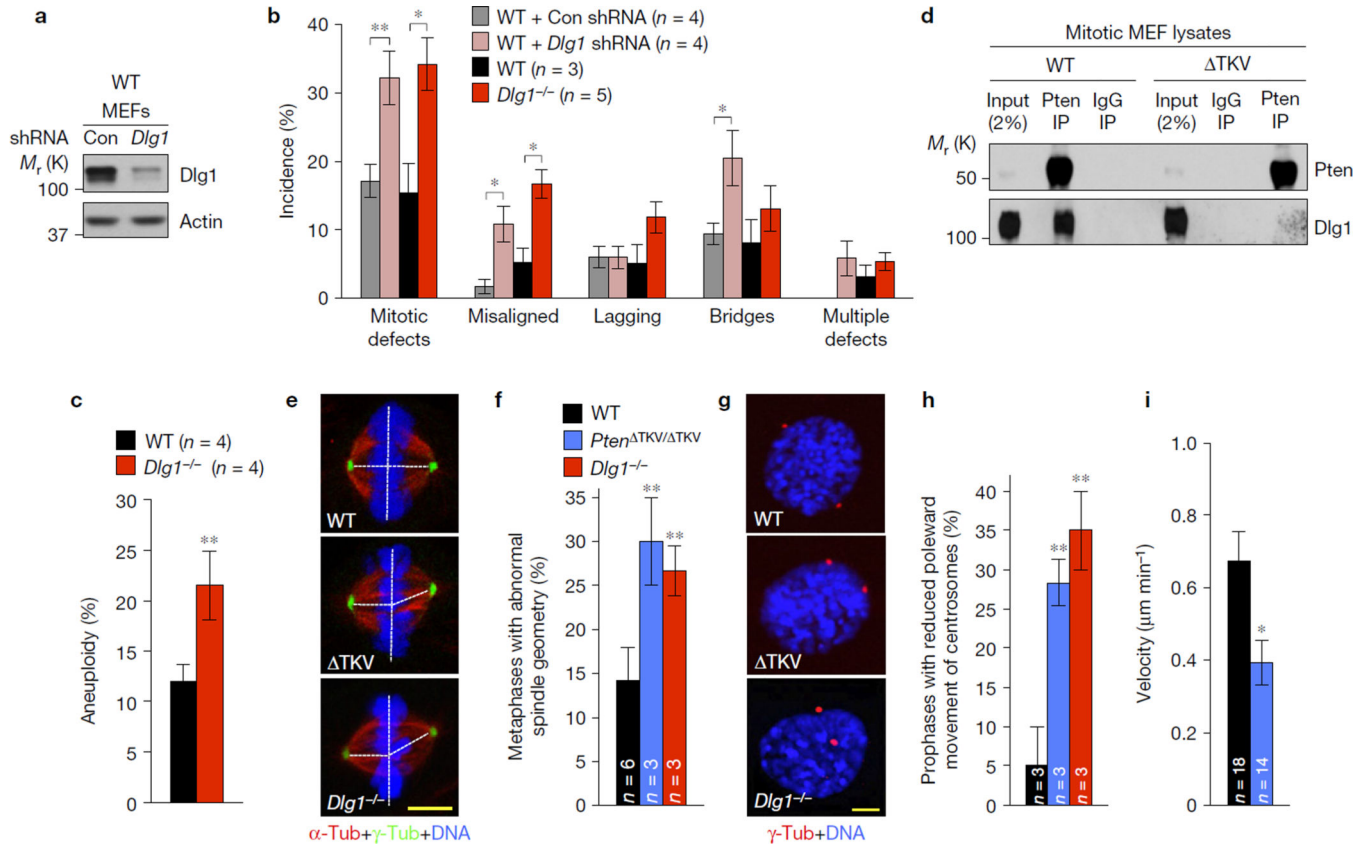 a
WT
MEFs
shRNA Con Dlg1
Mr (K)
100
Dlg1
37
Actin
b
Incidence (%)
40
30
20
10
0
WT + Con shRNA (n = 4)
WT + Dlg1 shRNA (n = 4)
WT (n = 3)
Dlg1–/– (n = 5)
** * * * *
Mitotic defects
Misaligned
Lagging
Bridges
Multiple defects
d
Mitotic MEF lysates
WT ΔTKV
Input (2%) Pten IP IgG IP Input (2%) IgG IP Pten IP
Mr (K)
50
Pten
100
Dlg1
c
WT (n = 4)
Dlg1–/– (n = 4)
Aneuploidy (%)
30
25
20
15
10
5
0
**
e
WT
ΔTKV
Dlg1–/–
α-Tub+γ-Tub+DNA
f
WT
PtenΔTKV/ΔTKV
Dlg1–/–
Metaphases with abnormal
spindle geometry (%)
35
30
25
20
15
10
5
0
** **
n = 6 n = 3 n = 3
g
WT
ΔTKV
Dlg1–/–
γ-Tub+DNA
h
Prophases with reduced poleward
movement of centrosomes (%)
40
35
30
25
20
15
10
5
0
** **
n = 3 n = 3 n = 3
i
Velocity (µm min–1)
1.0
0.8
0.6
0.4
0.2
0
*
n = 18 n = 14